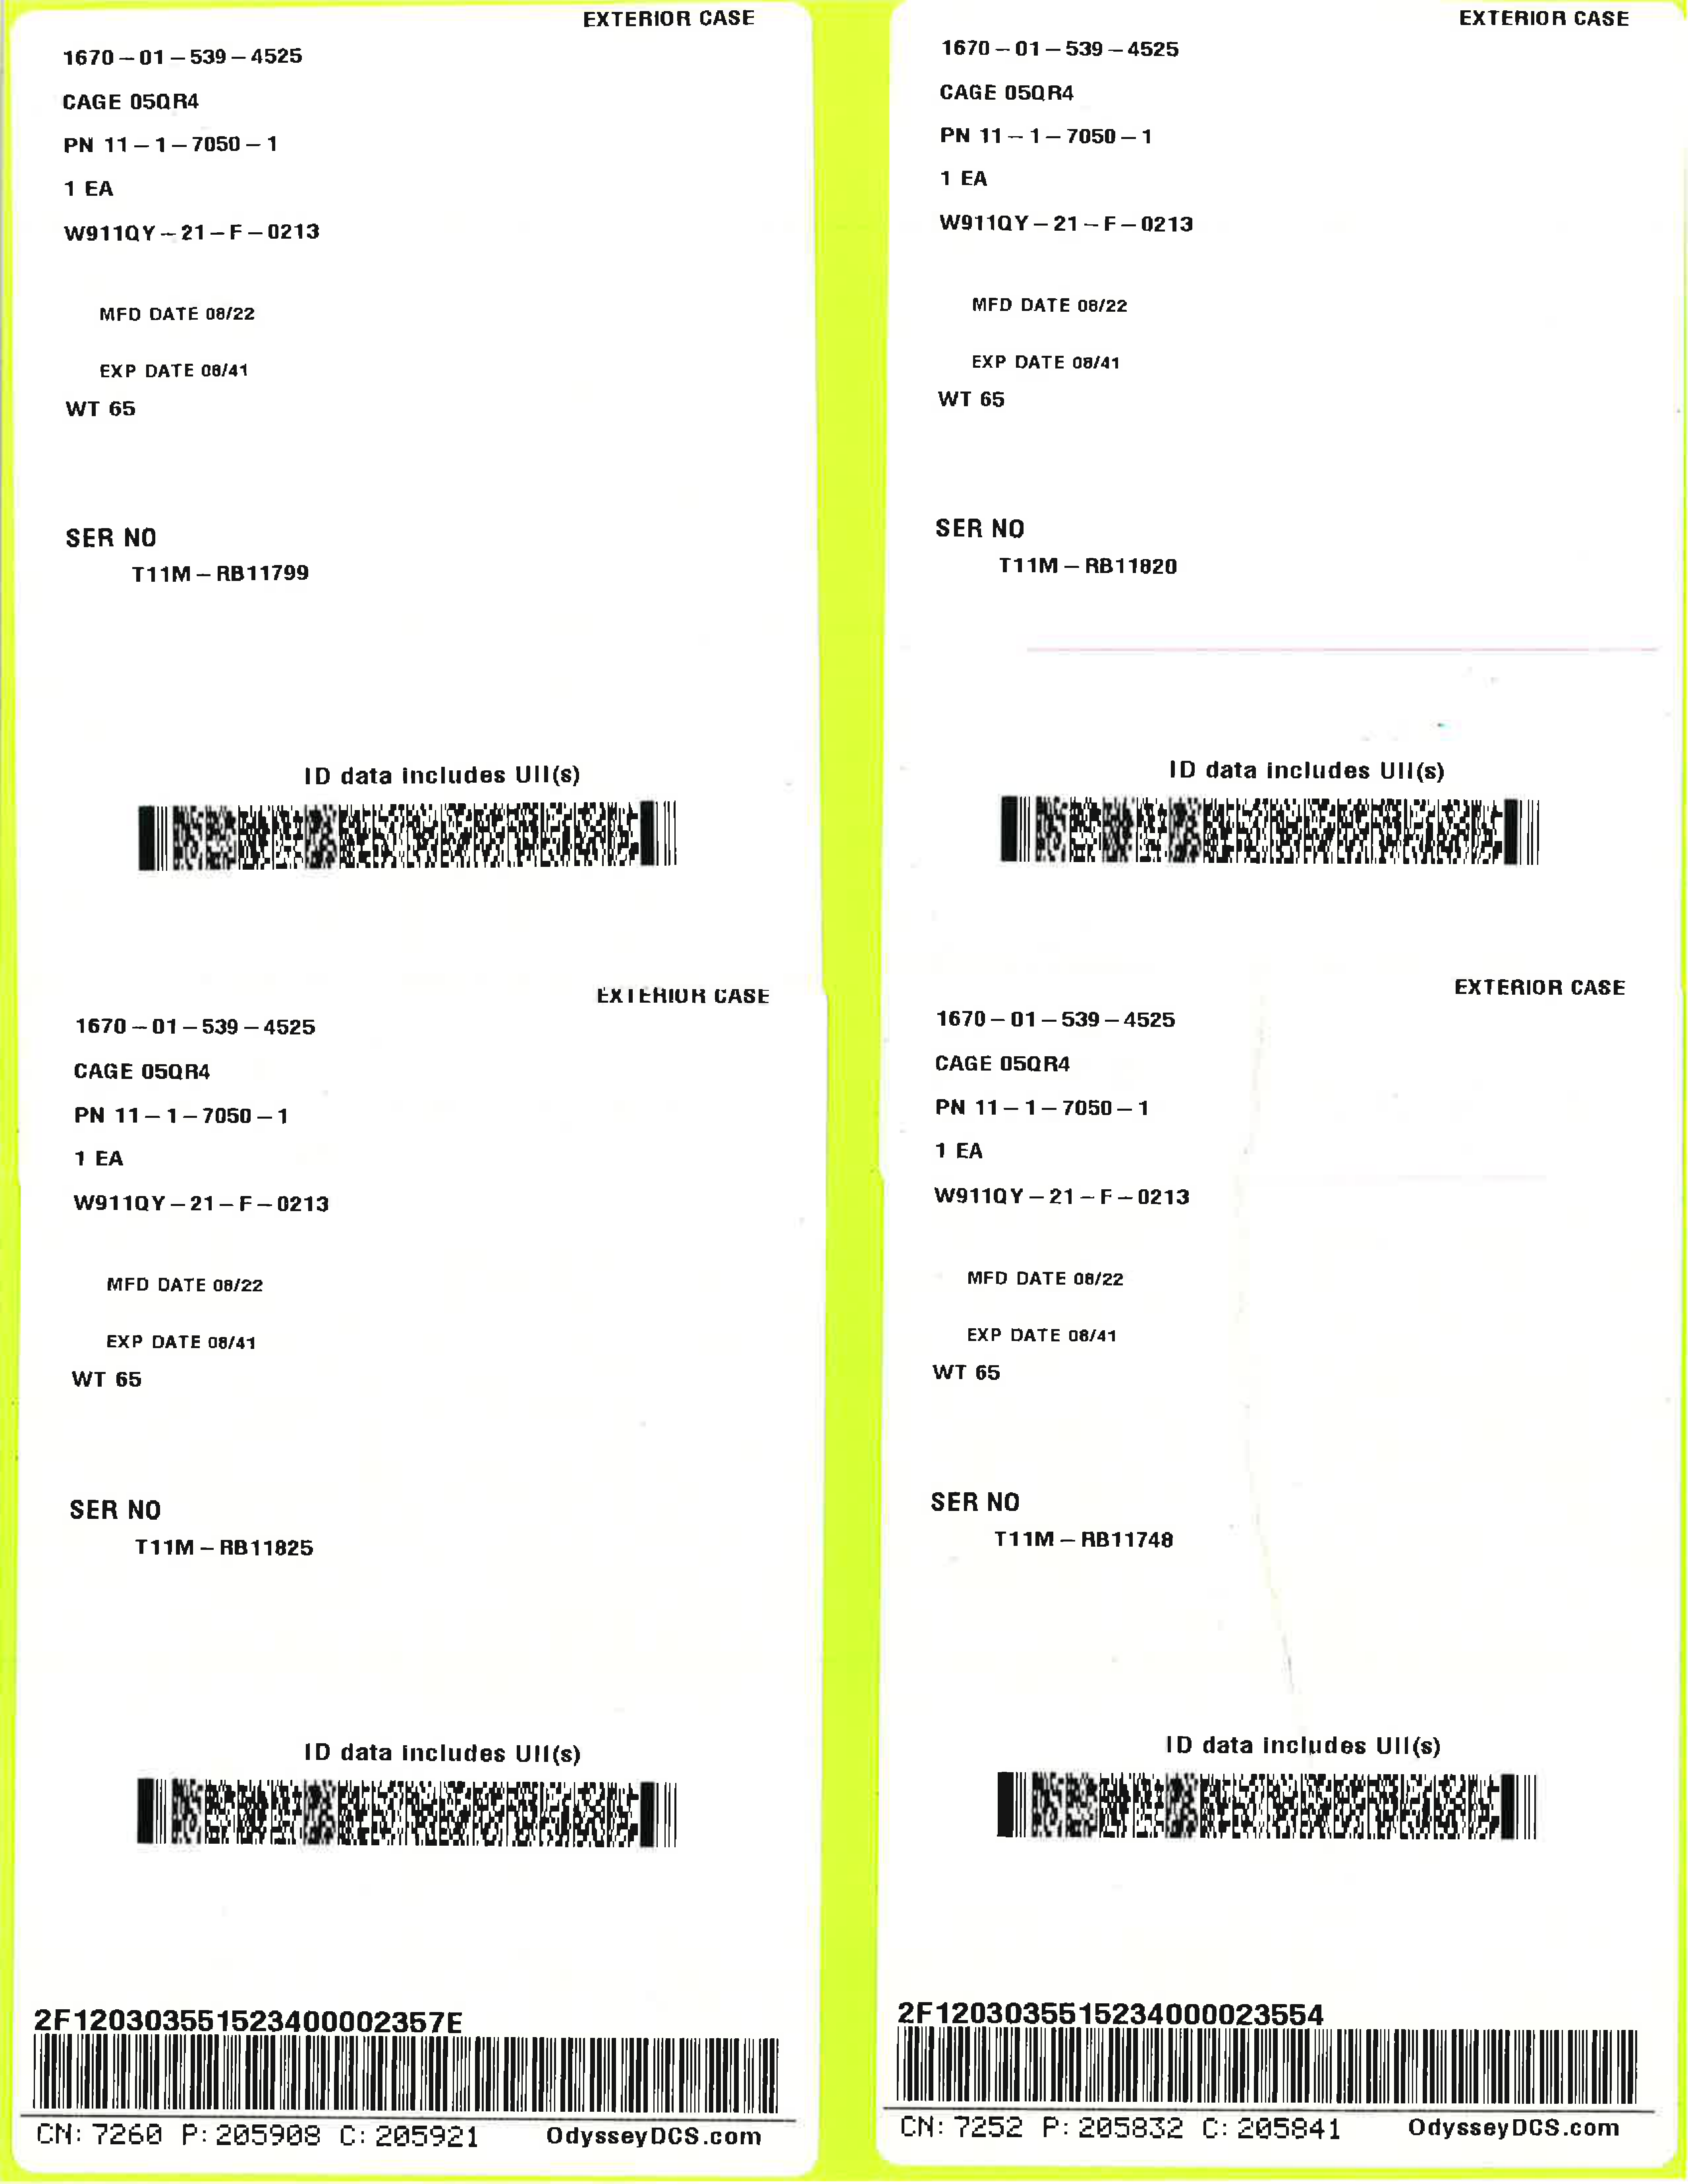 EXTERIOR CASE
1670-01-539-4525
CAGE 05QR4
PN 11-1-7050-1
1 EA
W911QY-21-F-0213
MFD DATE 08/22
EXP DATE 08/41
WT 65
SER NO
T11M-RB11799
ID data includes UII(s)
EXTERIOR CASE
1670-01-539-4525
CAGE 05QR4
PN 11-1-7050-1
1 EA
W911QY-21-F-0213
MFD DATE 08/22
EXP DATE 08/41
WT 65
SER NO
T11M-RB11820
ID data includes UII(s)
EXTERIOR CASE
1670-01-539-4525
CAGE 05QR4
PN 11-1-7050-1
1 EA
W911QY-21-F-0213
MFD DATE 08/22
EXP DATE 08/41
WT 65
SER NO
T11M-RB11825
ID data includes UII(s)
2F120303551523400002357E
CN: 7260 P: 205908 C: 205921 OdysseyDCS.com
EXTERIOR CASE
1670-01-539-4525
CAGE 05QR4
PN 11-1-7050-1
1 EA
W911QY-21-F-0213
MFD DATE 08/22
EXP DATE 08/41
WT 65
SER NO
T11M-RB11748
ID data includes UII(s)
2F1203035515234000023554
CN: 7252 P: 205832 C: 205841 OdysseyDCS.com